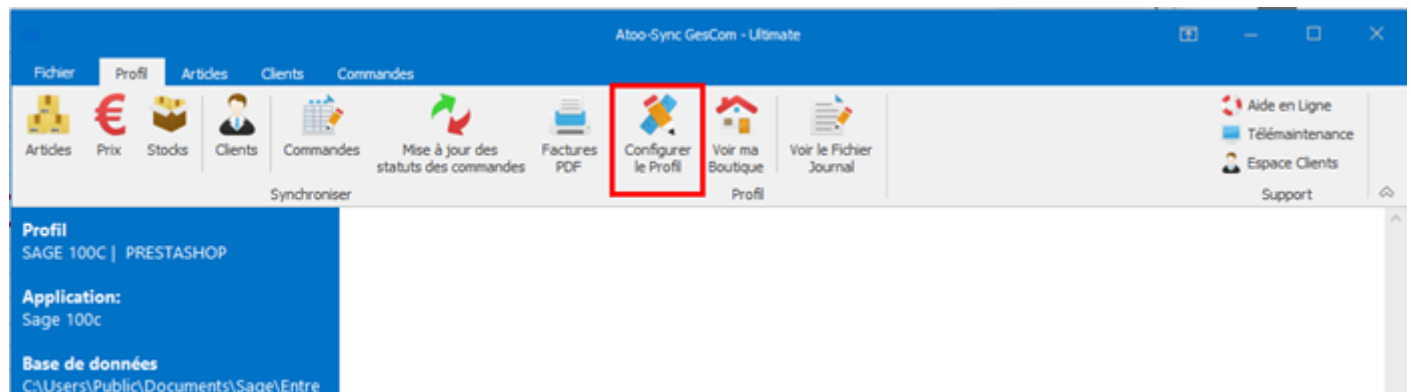 Atoo-Sync GesCom - Ultimate
Fichier Profil Articles Clients Commandes
Articles Prix Stocks Clients Commandes Mise à jour des statuts des commandes Factures PDF Configurer le Profil Voir ma Boutique Voir le Fichier Journal
Aide en Ligne
Télémaintenance
Espace Clients
Synchroniser Profil Support
Profil
SAGE 100C | PRESTASHOP
Application:
Sage 100c
Base de données
C:\Users\Public\Documents\Sage\Entre